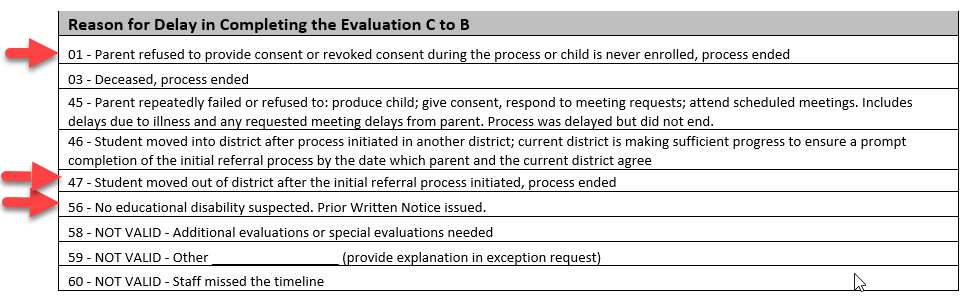 Reason for Delay in Completing the Evaluation C to B
01 - Parent refused to provide consent or revoked consent during the process or child is never enrolled, process ended
03 - Deceased, process ended
45 - Parent repeatedly failed or refused to: produce child; give consent, respond to meeting requests; attend scheduled meetings. Includes
delays due to illness and any requested meeting delays from parent. Process was delayed but did not end.
46 - Student moved into district after process initiated in another district; current district is making sufficient progress to ensure a prompt
completion of the initial referral process by the date which parent and the current district agree
47 - Student moved out of district after the initial referral process initiated, process ended
56 - No educational disability suspected. Prior Written Notice issued.
58 - NOT VALID - Additional evaluations or special evaluations needed
59 - NOT VALID - Other __________________ (provide explanation in exception request)
60 - NOT VALID - Staff missed the timeline